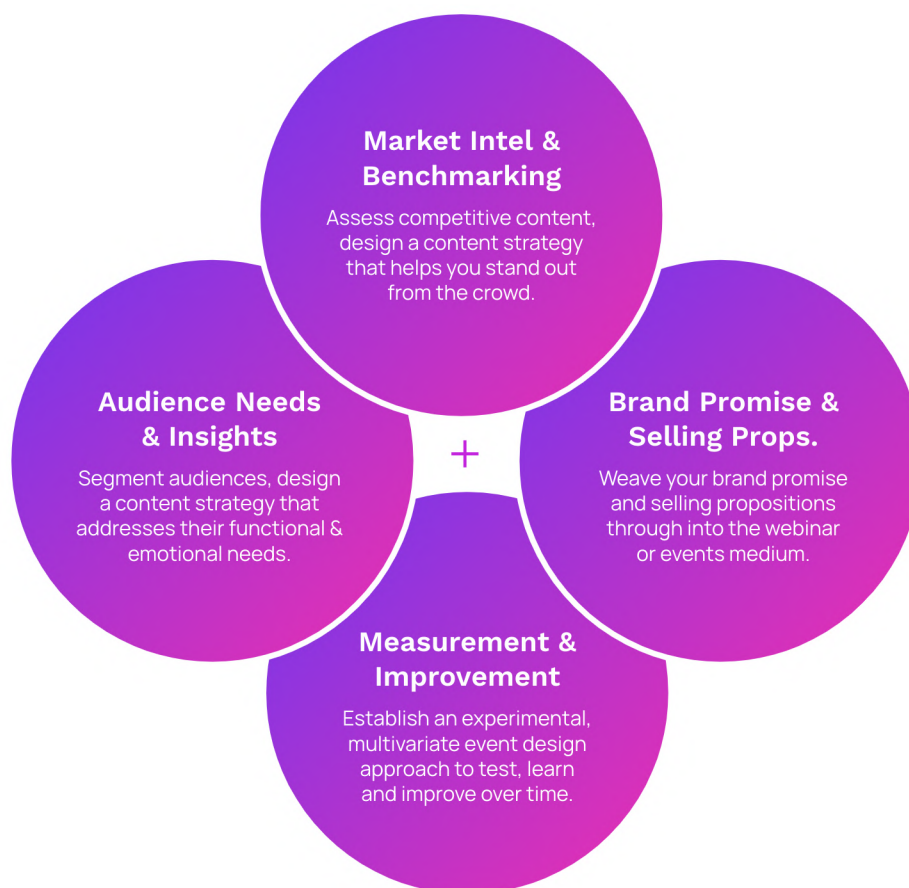 Market Intel &
Benchmarking
Assess competitive content,
design a content strategy
that helps you stand out
from the crowd.
Audience Needs
& Insights
Segment audiences, design
a content strategy that
addresses their functional &
emotional needs.
+
Brand Promise &
Selling Props.
Weave your brand promise
and selling propositions
through into the webinar
or events medium.
Measurement &
Improvement
Establish an experimental,
multivariate event design
approach to test, learn
and improve over time.